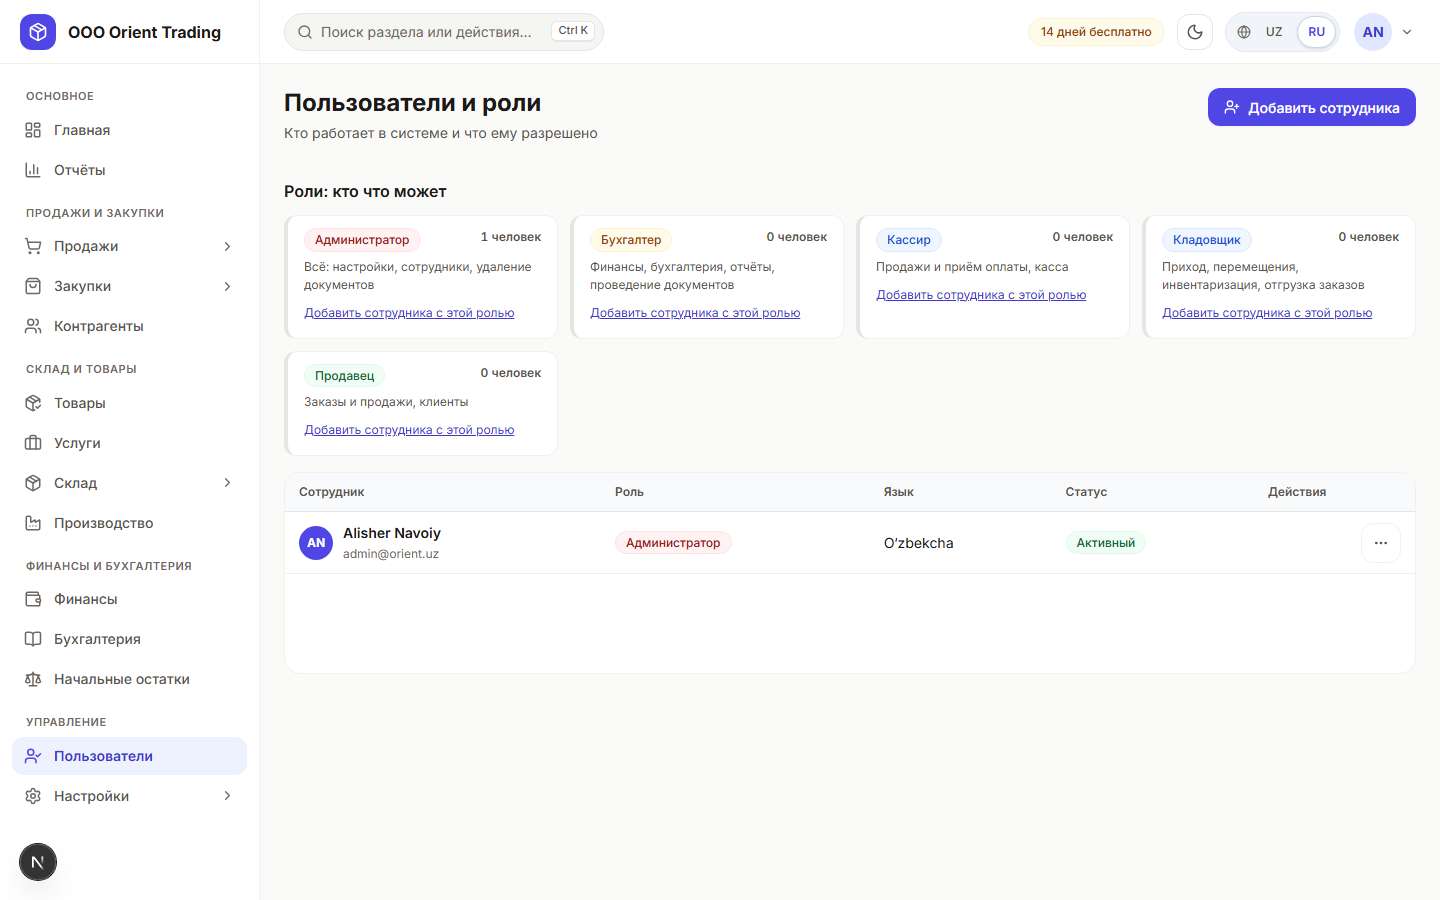 ООО Orient Trading
Поиск раздела или действия...
Ctrl K
14 дней бесплатно
UZ
RU
AN
ОСНОВНОЕ
Главная
Отчёты
ПРОДАЖИ И ЗАКУПКИ
Продажи
Закупки
Контрагенты
СКЛАД И ТОВАРЫ
Товары
Услуги
Склад
Производство
ФИНАНСЫ И БУХГАЛТЕРИЯ
Финансы
Бухгалтерия
Начальные остатки
УПРАВЛЕНИЕ
Пользователи
Настройки
N
Пользователи и роли
Кто работает в системе и что ему разрешено
Добавить сотрудника
Роли: кто что может
Администратор
1 человек
Всё: настройки, сотрудники, удаление
документов
Добавить сотрудника с этой ролью
Бухгалтер
0 человек
Финансы, бухгалтерия, отчёты,
проведение документов
Добавить сотрудника с этой ролью
Кассир
0 человек
Продажи и приём оплаты, касса
Добавить сотрудника с этой ролью
Кладовщик
0 человек
Приход, перемещения,
инвентаризация, отгрузка заказов
Добавить сотрудника с этой ролью
Продавец
0 человек
Заказы и продажи, клиенты
Добавить сотрудника с этой ролью
Сотрудник
Роль
Язык
Статус
Действия
AN
Alisher Navoiy
admin@orient.uz
Администратор
O‘zbekcha
Активный